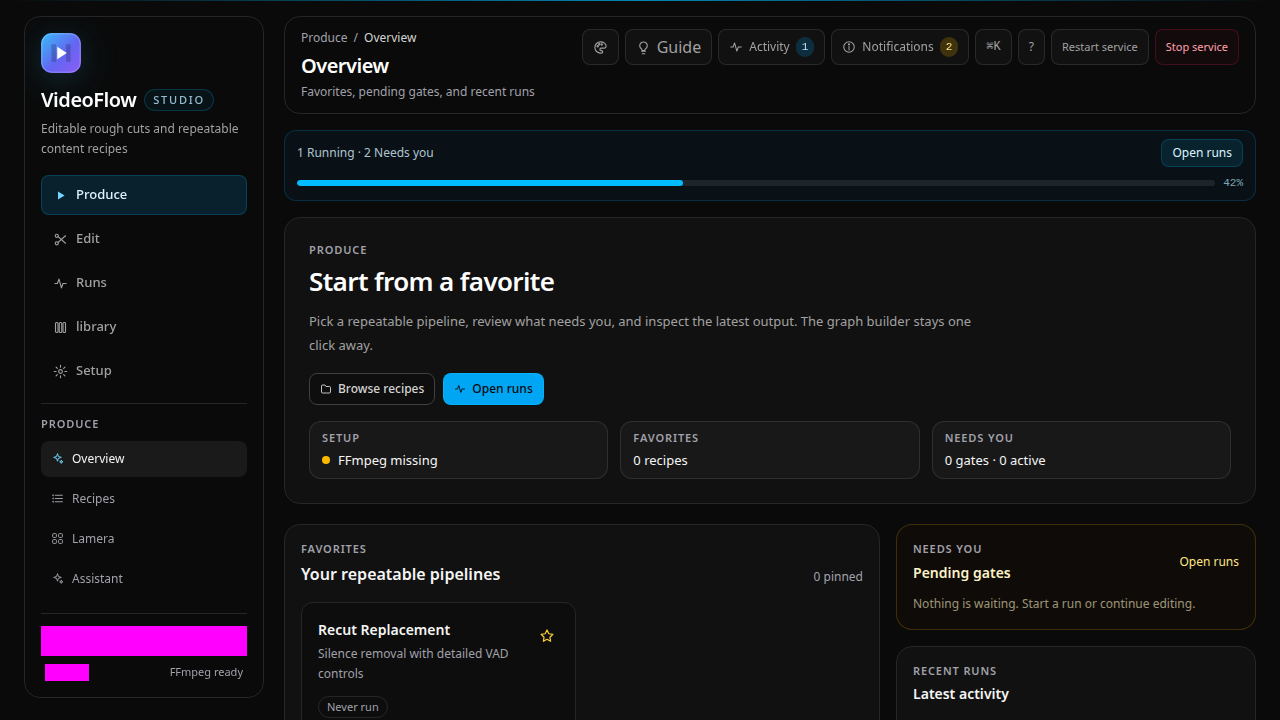 VideoFlow STUDIO
Editable rough cuts and repeatable
content recipes
Produce
Edit
Runs
library
Setup
PRODUCE
Overview
Recipes
Lamera
Assistant
FFmpeg ready
Produce / Overview
Overview
Favorites, pending gates, and recent runs
Guide
Activity 1
Notifications 2
⌘K
?
Restart service
Stop service
1 Running · 2 Needs you
Open runs
42%
PRODUCE
Start from a favorite
Pick a repeatable pipeline, review what needs you, and inspect the latest output. The graph builder stays one
click away.
Browse recipes
Open runs
SETUP
FFmpeg missing
FAVORITES
0 recipes
NEEDS YOU
0 gates · 0 active
FAVORITES
Your repeatable pipelines
0 pinned
Recut Replacement
Silence removal with detailed VAD
controls
Never run
NEEDS YOU
Pending gates
Open runs
Nothing is waiting. Start a run or continue editing.
RECENT RUNS
Latest activity